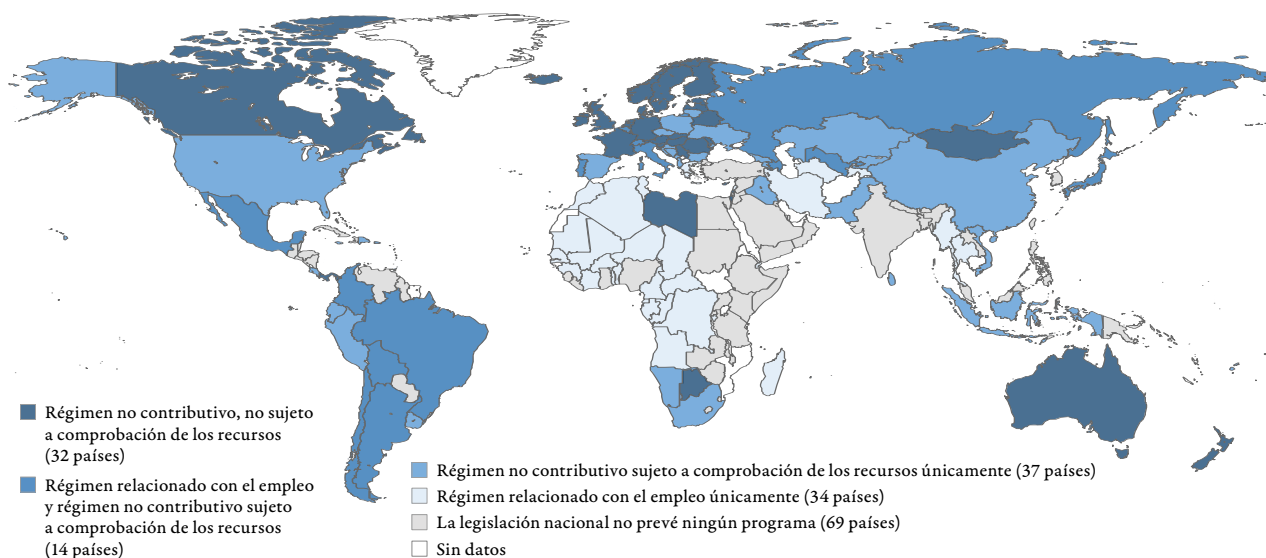 Régimen no contributivo, no sujeto
a comprobación de los recursos
(32 países)
Régimen relacionado con el empleo
y régimen no contributivo sujeto
a comprobación de los recursos
(14 países)
Régimen no contributivo sujeto a comprobación de los recursos únicamente (37 países)
Régimen relacionado con el empleo únicamente (34 países)
La legislación nacional no prevé ningún programa (69 países)
Sin datos